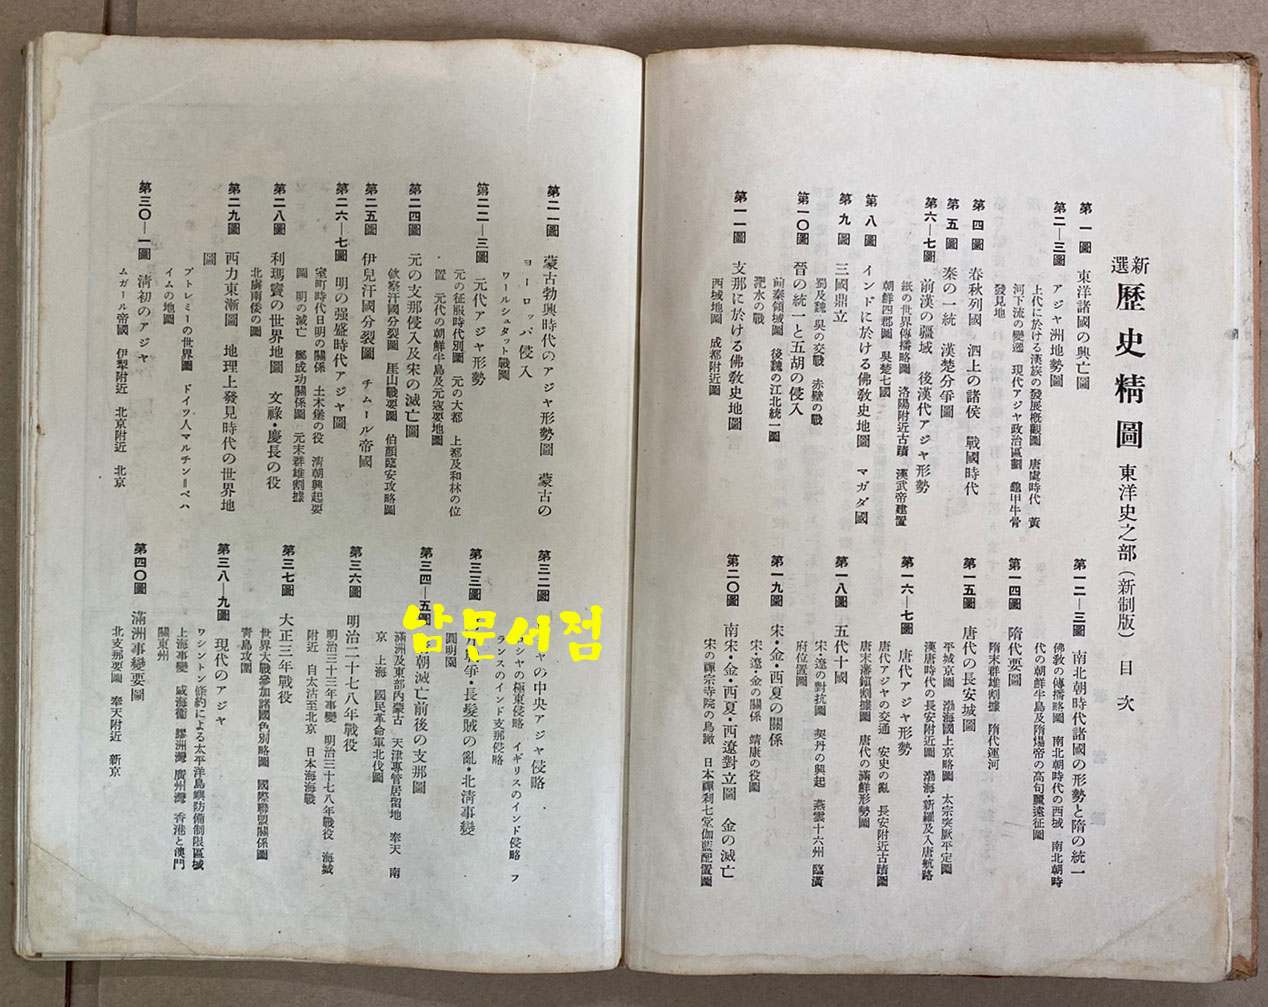 新選 歷史精圖 東洋史之部(新制版) 目次
第一圖 東洋諸國の興亡圖
第二—三圖 アジヤ洲地勢圖
上代に於ける漢族の發展槪觀圖 唐虞時代 黃
河下流の變遷 現代アジヤ政治區劃 龜甲牛骨
發見地
第四圖 春秋列國 泗上の諸侯 戰國時代
第五圖 秦の一統 漢楚分爭圖
第六—七圖 前漢の疆域 後漢代アジヤ形勢
紙の世界傳播略圖 洛陽附近古蹟 漢武帝建置
朝鮮四郡圖 吳楚七國
第八圖 インドに於ける佛敎史地圖 マガダ國
第九圖 三國鼎立
蜀及魏・吳の交戰 赤壁の戰
第一〇圖 晉の統一と五胡の侵入
前秦領域圖 後魏の江北統一圖
淝水の戰
第一一圖 支那に於ける佛敎史地圖
西域地圖 成都附近圖
第一二—三圖 南北朝時代諸國の形勢と隋の統一
佛敎の傳播略圖 南北朝時代の西域 南北朝時
代の朝鮮半島及隋場帝の高句麗遠征圖
第一四圖 隋代要圖
隋末群雄割據 隋代運河
第一五圖 唐代の長安城圖
平城京圖 渤海國上京略圖 太宗突厥平定圖
漢唐時代の長安附近圖 渤海・新羅及入唐航路
第一六—七圖 唐代アジヤ形勢
唐代アジヤの交通 安史の亂 長安附近古蹟圖
唐末藩鎭割據圖 唐代の滿鮮形勢圖
第一八圖 五代十國
宋・遼の對抗圖 契丹の興起 燕雲十六州 臨潢
府位置圖
第一九圖 宋・金・西夏の關係
宋・遼・金の關係 靖康の役圖
第二〇圖 南宋・金・西夏・西遼對立圖 金の滅亡
宋の禪宗寺院の鳥瞰 日本禪刹七堂伽藍配置圖
第二一圖 蒙古勃興時代のアジヤ形勢圖 蒙古の
ヨーロッパ侵入
ワールシュタット戰圖
第二二—三圖 元代アジヤ形勢
元の征服時代別圖 元の大都 上都及和林の位
置 元代の朝鮮半島及元寇要地圖
第二四圖 元の支那侵入及宋の滅亡圖
欽察汗國分裂圖 厓山戰要圖 伯顏臨安攻略圖
第二五圖 伊兒汗國分裂圖 チムール帝國
第二六—七圖 明の强盛時代アジヤ圖
室町時代日明の關係 土木堡の役 淸朝興起要
圖 明の滅亡 鄭成功關係圖 元末群雄割據
第二八圖 利瑪竇の世界地圖 文祿・慶長の役
北虜南倭の圖
第二九圖 西力東漸圖 地理上發見時代の世界地
圖
プトレミーの世界圖 ドイツ人マルチン＝ベハ
イムの地圖
第三〇—一圖 淸初のアジヤ
ムガール帝國 伊犁附近 北京附近 北京
第三二圖 ヤの中央アジヤ侵略
シヤの極東侵略 イギリスのインド侵略 フ
ランスのインド支那侵略
第三三圖 爭・長髮賊の亂・北淸事變
圓明園
第三四—五圖 朝滅亡前後の支那圖
滿洲及東部内蒙古 天津專管居留地 奉天 南
京 上海 國民革命軍北伐圖
第三六圖 明治二十七八年戰役
明治三十三年事變 明治三十七八年戰役 海城
附近 自太沽至北京 日本海海戰
第三七圖 大正三年戰役
世界大戰參加諸國色別略圖 國際聯盟關係圖
靑島攻圍
第三八—九圖 現代のアジヤ
ワシントン條約による太平洋島嶼防備制限區域
上海事變 威海衞 膠洲灣 廣州灣 香港と澳門
關東州
第四〇圖 滿洲事變要圖
北支那要圖 奉天附近 新京
남문서점